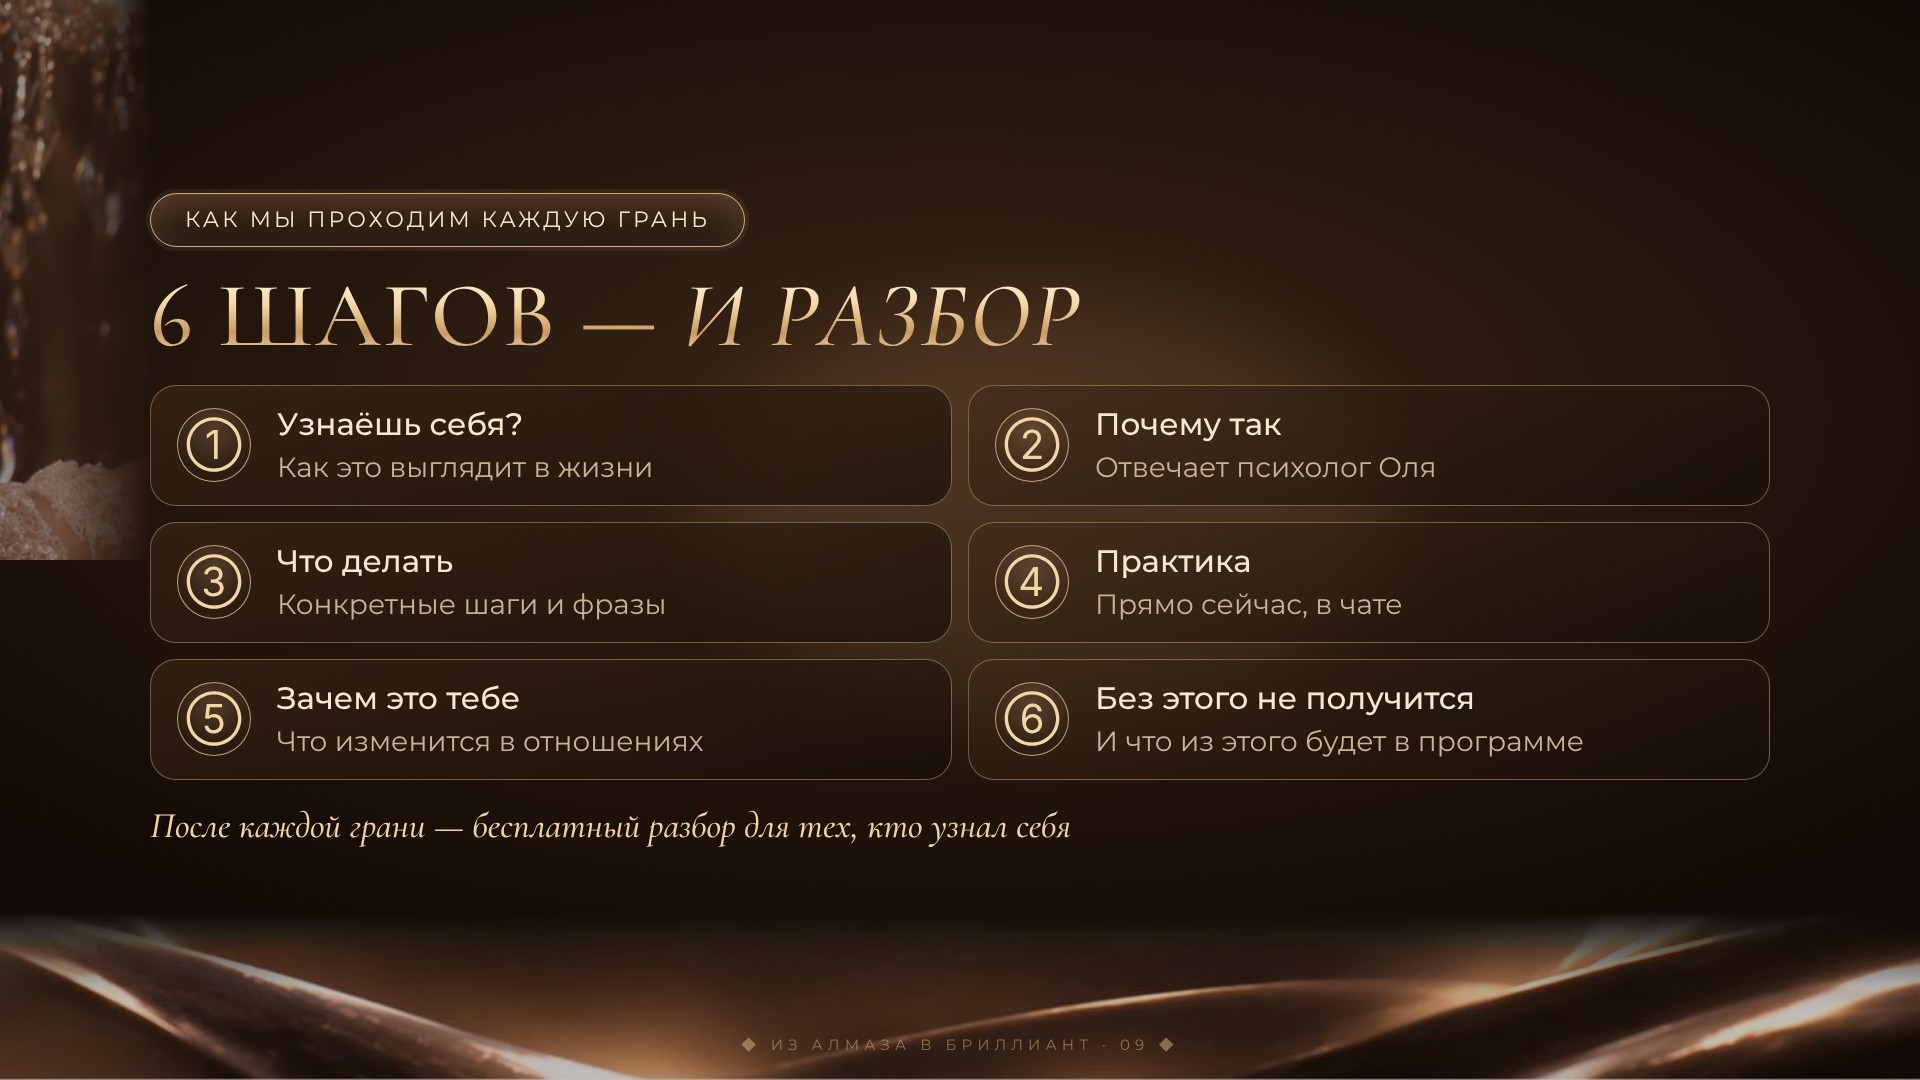 КАК МЫ ПРОХОДИМ КАЖДУЮ ГРАНЬ
6 ШАГОВ — И РАЗБОР
1 Узнаёшь себя?
Как это выглядит в жизни
2 Почему так
Отвечает психолог Оля
3 Что делать
Конкретные шаги и фразы
4 Практика
Прямо сейчас, в чате
5 Зачем это тебе
Что изменится в отношениях
6 Без этого не получится
И что из этого будет в программе
После каждой грани — бесплатный разбор для тех, кто узнал себя
◆ ИЗ АЛМАЗА В БРИЛЛИАНТ · 09 ◆